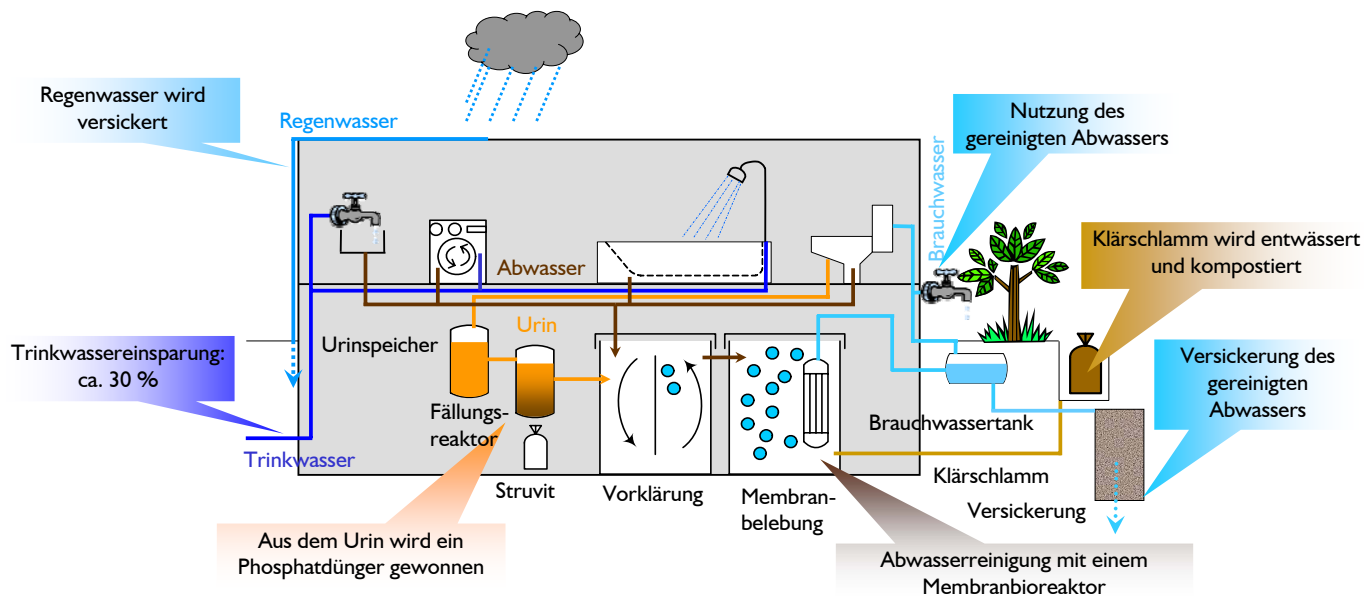 Regenwasser wird
versickert
Regenwasser
Brauchwasser
Nutzung des
gereinigten Abwassers
Klärschlamm wird entwässert
und kompostiert
Abwasser
Urin
Urinspeicher
Trinkwassereinsparung:
ca. 30 %
Versickerung des
gereinigten
Abwassers
Fällungs-
reaktor
Brauchwassertank
Trinkwasser
Klärschlamm
Struvit
Vorklärung
Membran-
belebung
Versickerung
Aus dem Urin wird ein
Phosphatdünger gewonnen
Abwasserreinigung mit einem
Membranbioreaktor